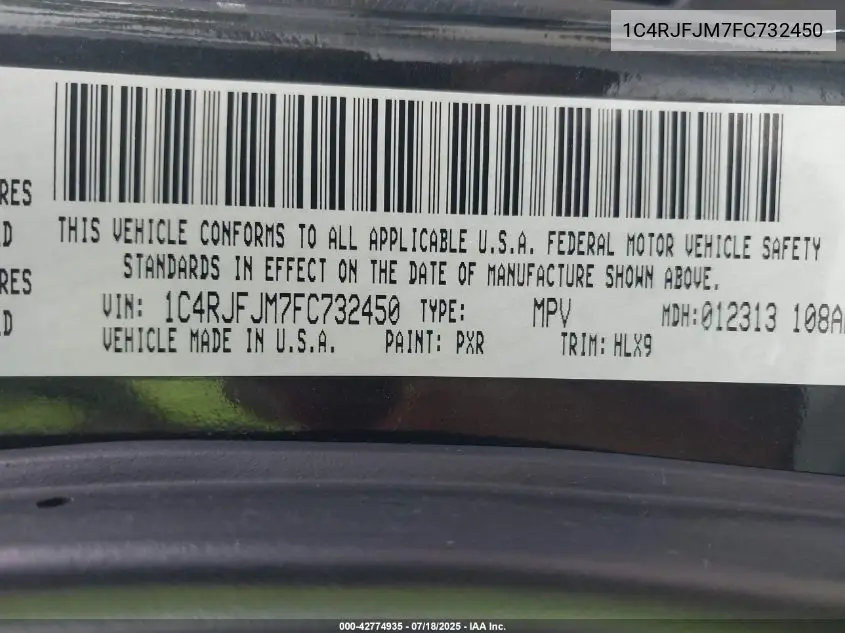 1C4RJFJM7FC732450
RES
D
RES
D
THIS VEHICLE CONFORMS TO ALL APPLICABLE U.S.A. FEDERAL MOTOR VEHICLE SAFETY
STANDARDS IN EFFECT ON THE DATE OF MANUFACTURE SHOWN ABOVE.
VIN: 1C4RJFJM7FC732450 TYPE: MPV MDH:012313 108A
VEHICLE MADE IN U.S.A. PAINT: PXR TRIM: HLX9
000-42774935 - 07/18/2025 - IAA Inc.